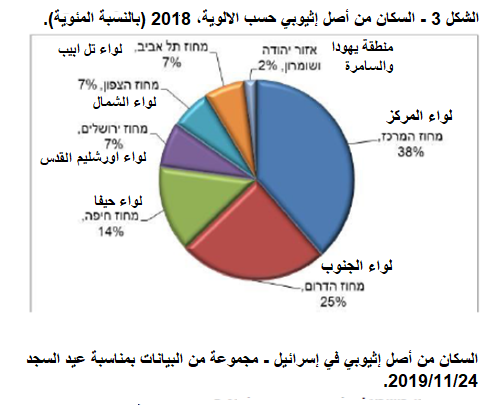 الشكل 3 - السكان من أصل إثيوبي حسب الالوية، 2018 (بالنسبة المئوية).
منطقة يهودا
والسامرة
אזור יהודה
ושומרון, 2%
لواء تل ابيب
מחוז תל אביב,
7%
لواء الشمال
מחוז הצפון, 7%
لواء اورشليم القدس
מחוז ירושלים,
7%
لواء حيفا
מחוז חיפה,
14%
لواء الجنوب
מחוז הדרום,
25%
لواء المركز
מחוז המרכז,
38%
السكان من أصل إثيوبي في إسرائيل - مجموعة من البيانات بمناسبة عيد السجد
2019/11/24.